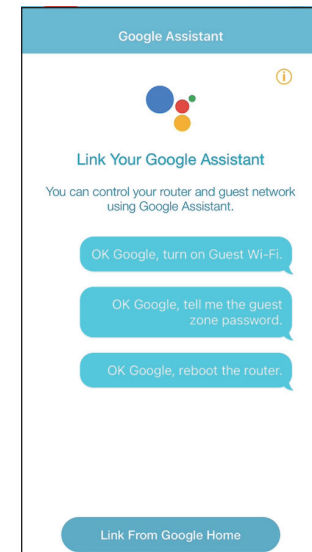 Google Assistant
Link Your Google Assistant
You can control your router and guest network
using Google Assistant.
OK Google, turn on Guest Wi-Fi.
OK Google, tell me the guest
zone password.
OK Google, reboot the router.
Link From Google Home